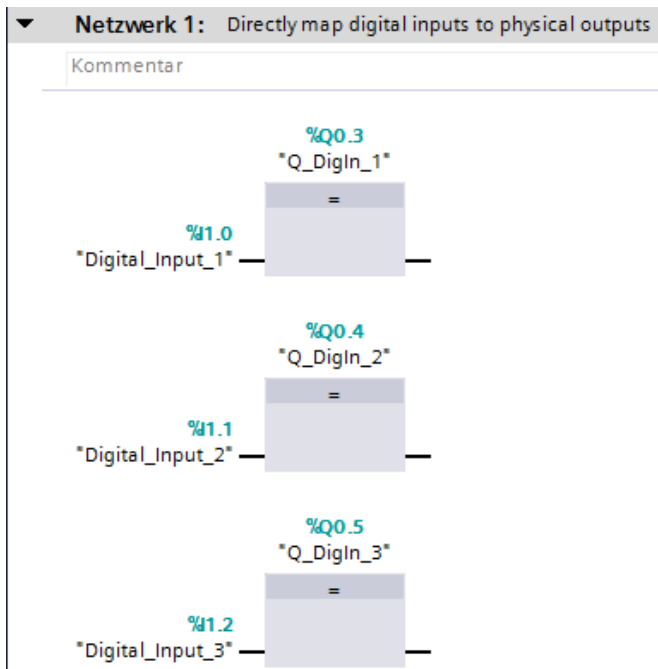 Netzwerk 1: Directly map digital inputs to physical outputs
Kommentar
%Q0.3
"Q_DigIn_1"
=
%I1.0
"Digital_Input_1"
%Q0.4
"Q_DigIn_2"
=
%I1.1
"Digital_Input_2"
%Q0.5
"Q_DigIn_3"
=
%I1.2
"Digital_Input_3"